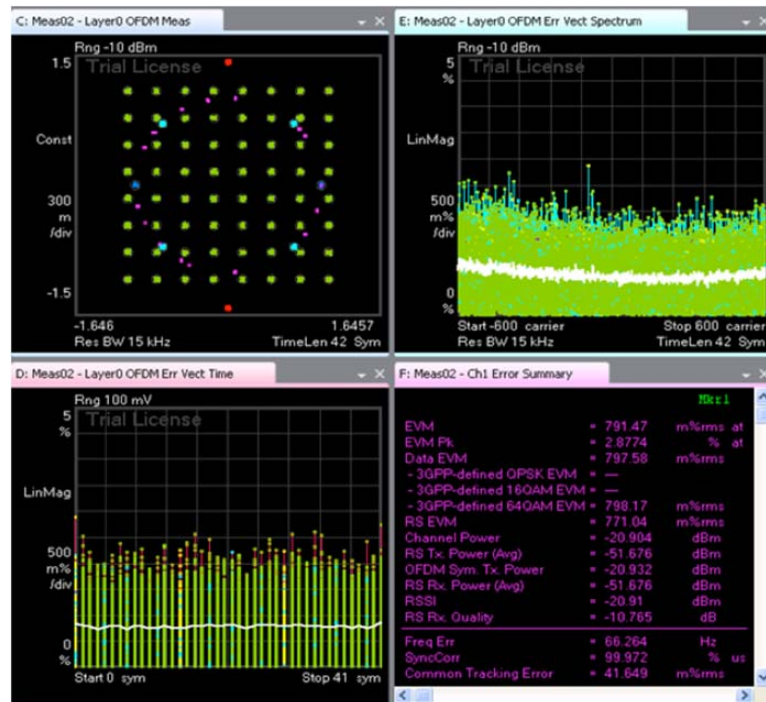 C: Meas02 - Layer0 OFDM Meas
Rng -10 dBm
1.5
Trial License
Const
300
m
/div
-1.5
-1.646
1.6457
Res BW 15 kHz
TimeLen 42 Sym
E: Meas02 - Layer0 OFDM Err Vect Spectrum
Rng -10 dBm
5
%
Trial License
LinMag
500
m%
/div
0
%
Start -600 carrier
Stop 600 carrier
Res BW 15 kHz
TimeLen 42 Sym
D: Meas02 - Layer0 OFDM Err Vect Time
Rng 100 mV
5
%
Trial License
LinMag
500
m%
/div
0
%
Start 0 sym
Stop 41 sym
F: Meas02 - Ch1 Error Summary
Mkr1
EVM = 791.47 m%rms at
EVM Pk = 2.8774 % at
Data EVM = 797.58 m%rms
- 3GPP-defined QPSK EVM = —
- 3GPP-defined 16QAM EVM = —
- 3GPP-defined 64QAM EVM = 798.17 m%rms
RS EVM = 771.04 m%rms
Channel Power = -20.904 dBm
RS Tx. Power (Avg) = -51.676 dBm
OFDM Sym. Tx. Power = -20.932 dBm
RS Rx. Power (Avg) = -51.676 dBm
RSSI = -20.91 dBm
RS Rx. Quality = -10.765 dB
Freq Err = 66.264 Hz
SyncCorr = 99.972 % us
Common Tracking Error = 41.649 m%rms